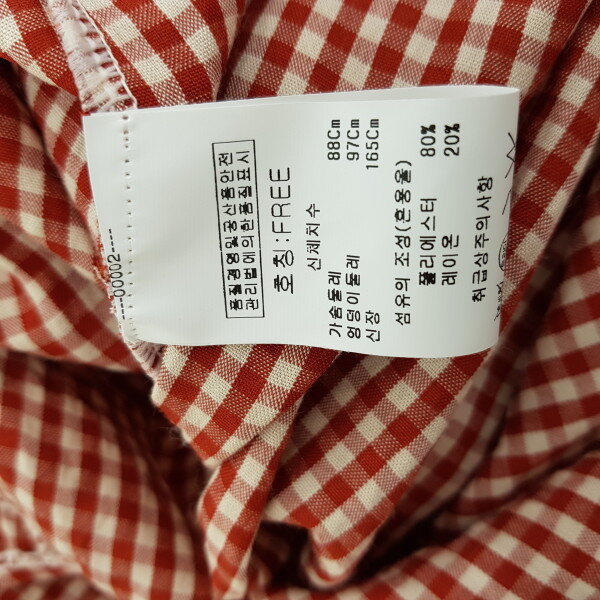 ----00002----
품질경영및공산품안전
관리법에의한품질표시
호칭:FREE
신체치수
가슴둘레 88Cm
엉덩이둘레 97Cm
신장 165Cm
섬유의 조성(혼용율)
폴리에스터 80%
레이온 20%
취급상주의사항